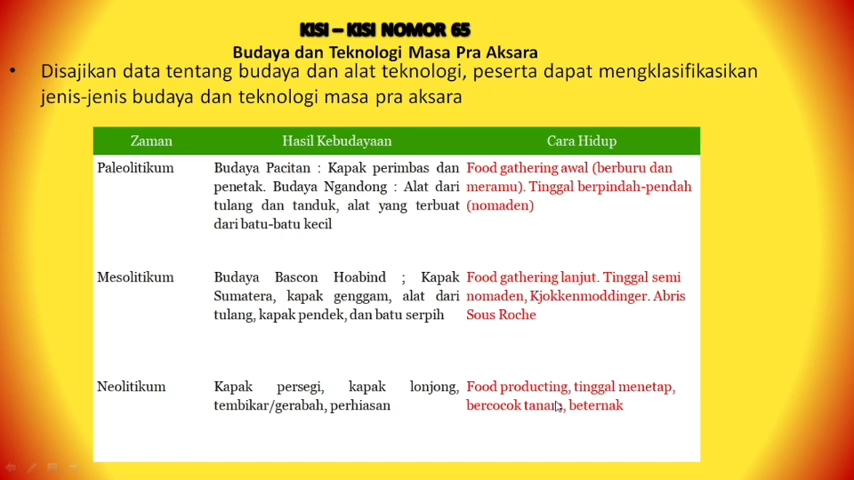 KISI – KISI NOMOR 65
Budaya dan Teknologi Masa Pra Aksara
• Disajikan data tentang budaya dan alat teknologi, peserta dapat mengklasifikasikan
jenis-jenis budaya dan teknologi masa pra aksara
Zaman Hasil Kebudayaan Cara Hidup
Paleolitikum
Budaya Pacitan : Kapak perimbas dan
penetak. Budaya Ngandong : Alat dari
tulang dan tanduk, alat yang terbuat
dari batu-batu kecil
Food gathering awal (berburu dan
meramu). Tinggal berpindah-pendah
(nomaden)
Mesolitikum
Budaya Bascon Hoabind ; Kapak
Sumatera, kapak genggam, alat dari
tulang, kapak pendek, dan batu serpih
Food gathering lanjut. Tinggal semi
nomaden, Kjokkenmoddinger. Abris
Sous Roche
Neolitikum
Kapak persegi, kapak lonjong,
tembikar/gerabah, perhiasan
Food producting, tinggal menetap,
bercocok tanam, beternak